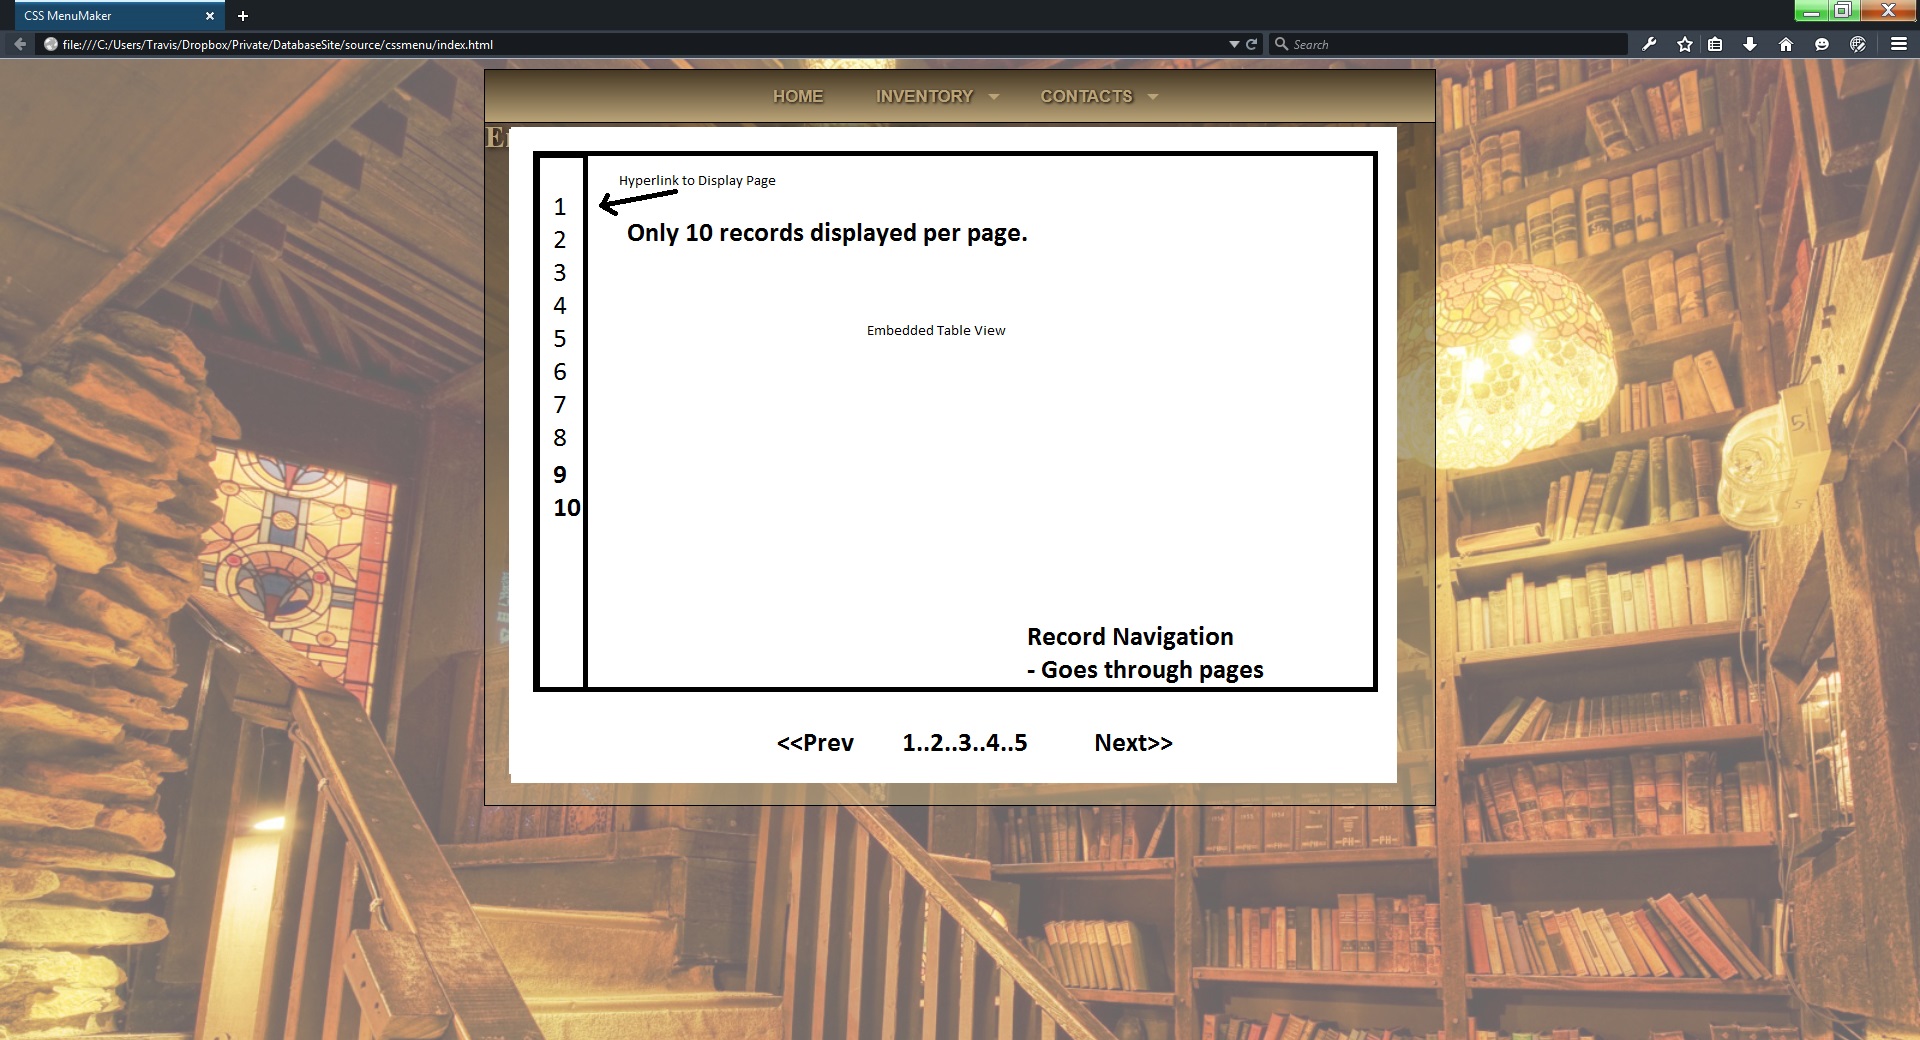 CSS MenuMaker
file:///C:/Users/Travis/Dropbox/Private/DatabaseSite/source/cssmenu/index.html
Search
HOME INVENTORY CONTACTS
Hyperlink to Display Page
1
Only 10 records displayed per page.
2
3
4
Embedded Table View
5
6
7
8
9
10
Record Navigation
- Goes through pages
<<Prev 1..2..3..4..5 Next>>